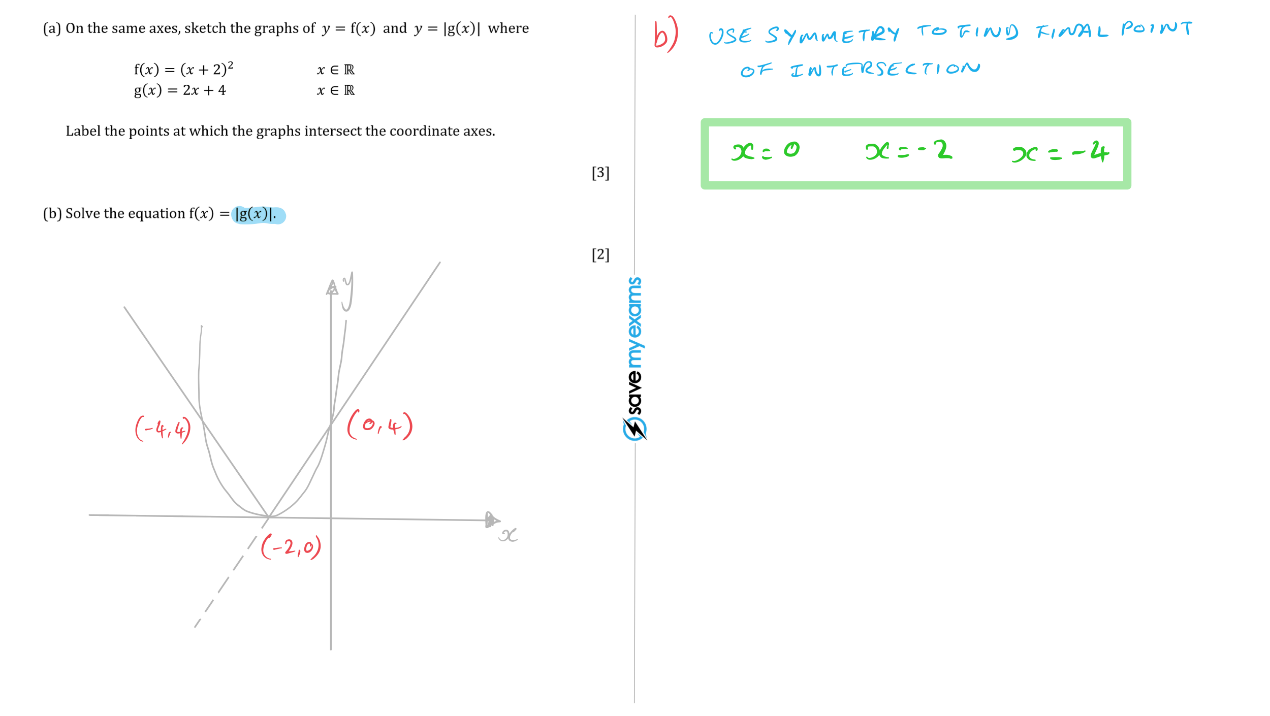 (a) On the same axes, sketch the graphs of y = f(x) and y = |g(x)| where
f(x) = (x + 2)² x ∈ ℝ
g(x) = 2x + 4 x ∈ ℝ
Label the points at which the graphs intersect the coordinate axes.
[3]
(b) Solve the equation f(x) = |g(x)|.
[2]
y
(-4,4)
(0,4)
x
(-2,0)
savemyexams
b) USE SYMMETRY TO FIND FINAL POINT
OF INTERSECTION
x = 0 x = -2 x = -4